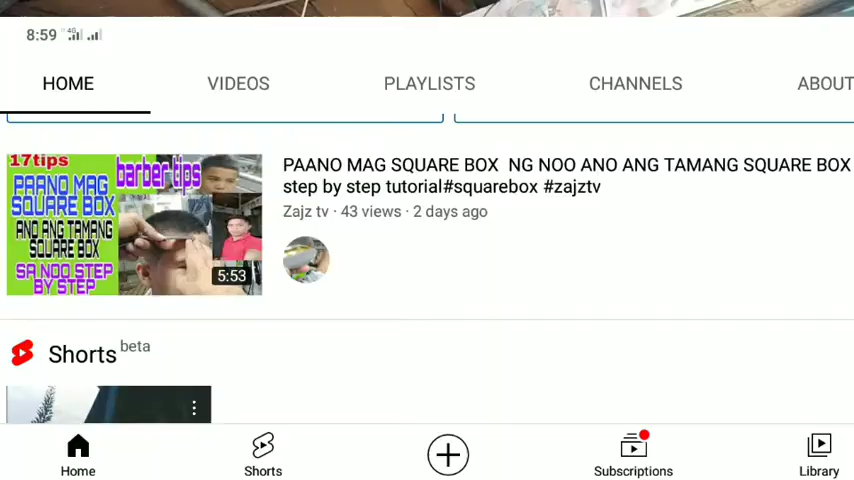 8:59 4G
HOME VIDEOS PLAYLISTS CHANNELS ABOUT
17tips
barber tips
PAANO MAG
SQUARE BOX
ANO ANG TAMANG
SQUARE BOX
SA NOO STEP
BY STEP
5:53
PAANO MAG SQUARE BOX NG NOO ANO ANG TAMANG SQUARE BOX
step by step tutorial#squarebox #zajztv
Zajz tv · 43 views · 2 days ago
Shorts beta
Home Shorts Subscriptions Library